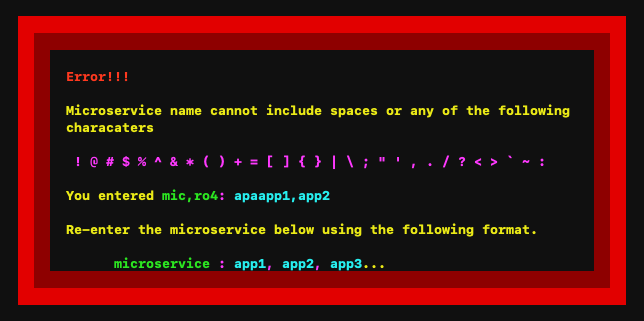 Error!!!
Microservice name cannot include spaces or any of the following
characaters
! @ # $ % ^ & * ( ) + = [ ] { } | \ ; " ' , . / ? < > ` ~ :
You entered mic,ro4: apaapp1,app2
Re-enter the microservice below using the following format.
microservice : app1, app2, app3...